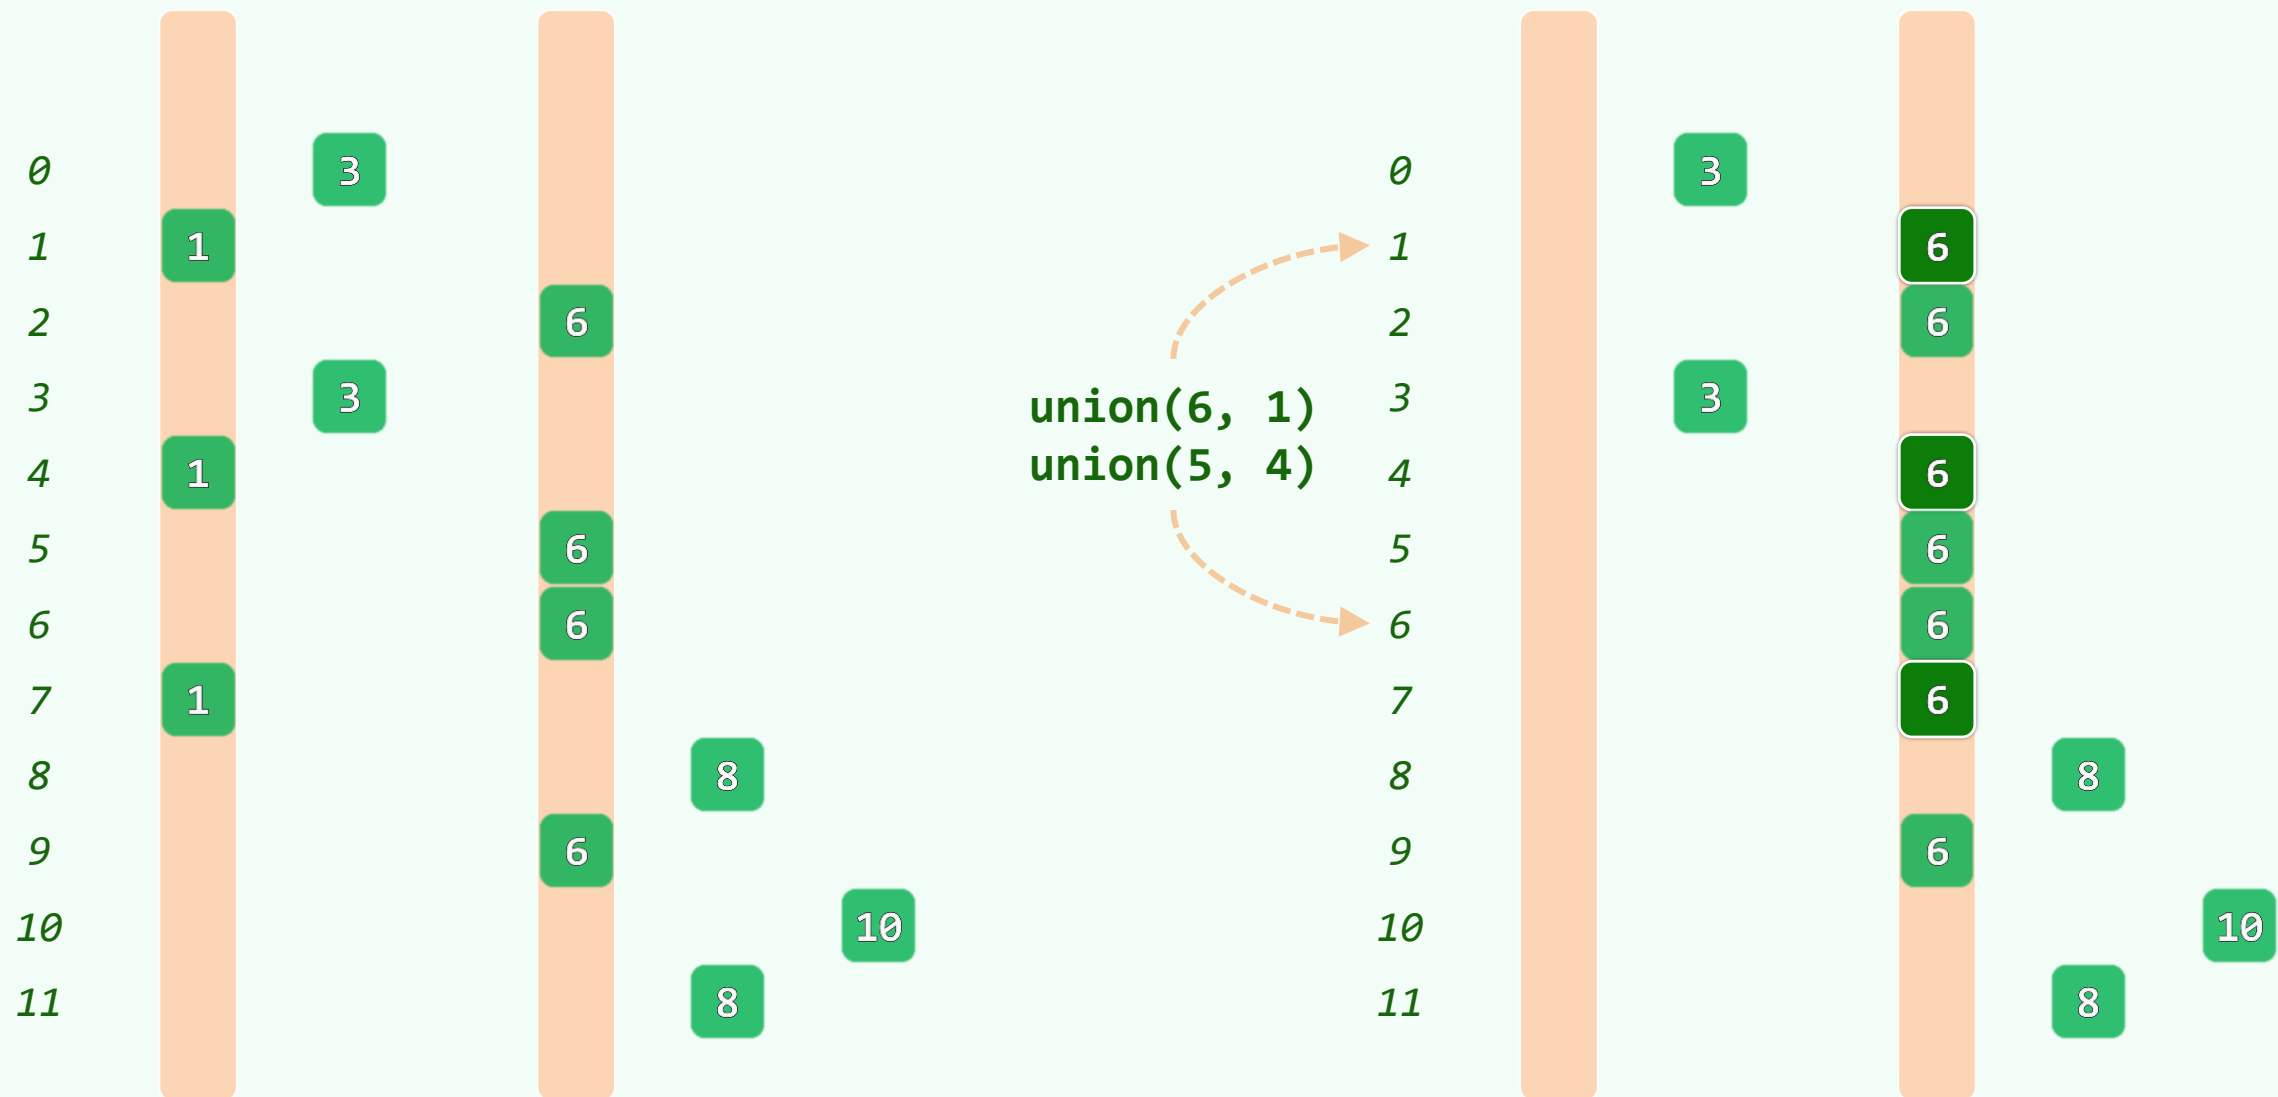 0 3 0 3
1 1 1 6
2 6 2 6
union(6, 1)
3 3 3 3
union(5, 4)
4 1 4 6
5 6 5 6
6 6 6 6
7 1 7 6
8 8 8 8
9 6 9 6
10 10 10 10
11 8 11 8